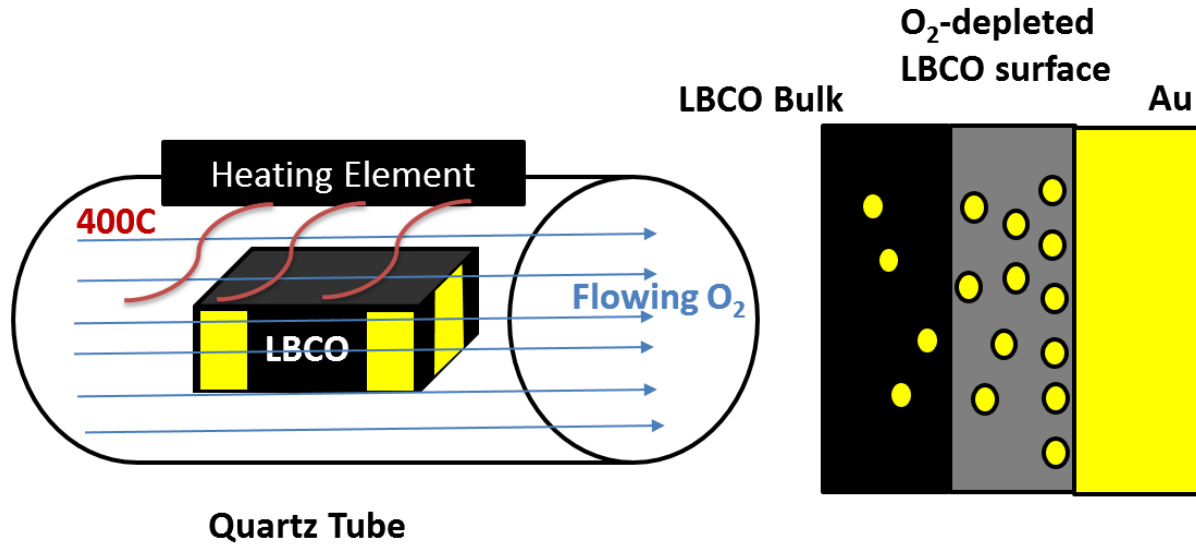 Heating Element
400C
Flowing O₂
LBCO
Quartz Tube
O₂-depleted
LBCO surface
LBCO Bulk
Au